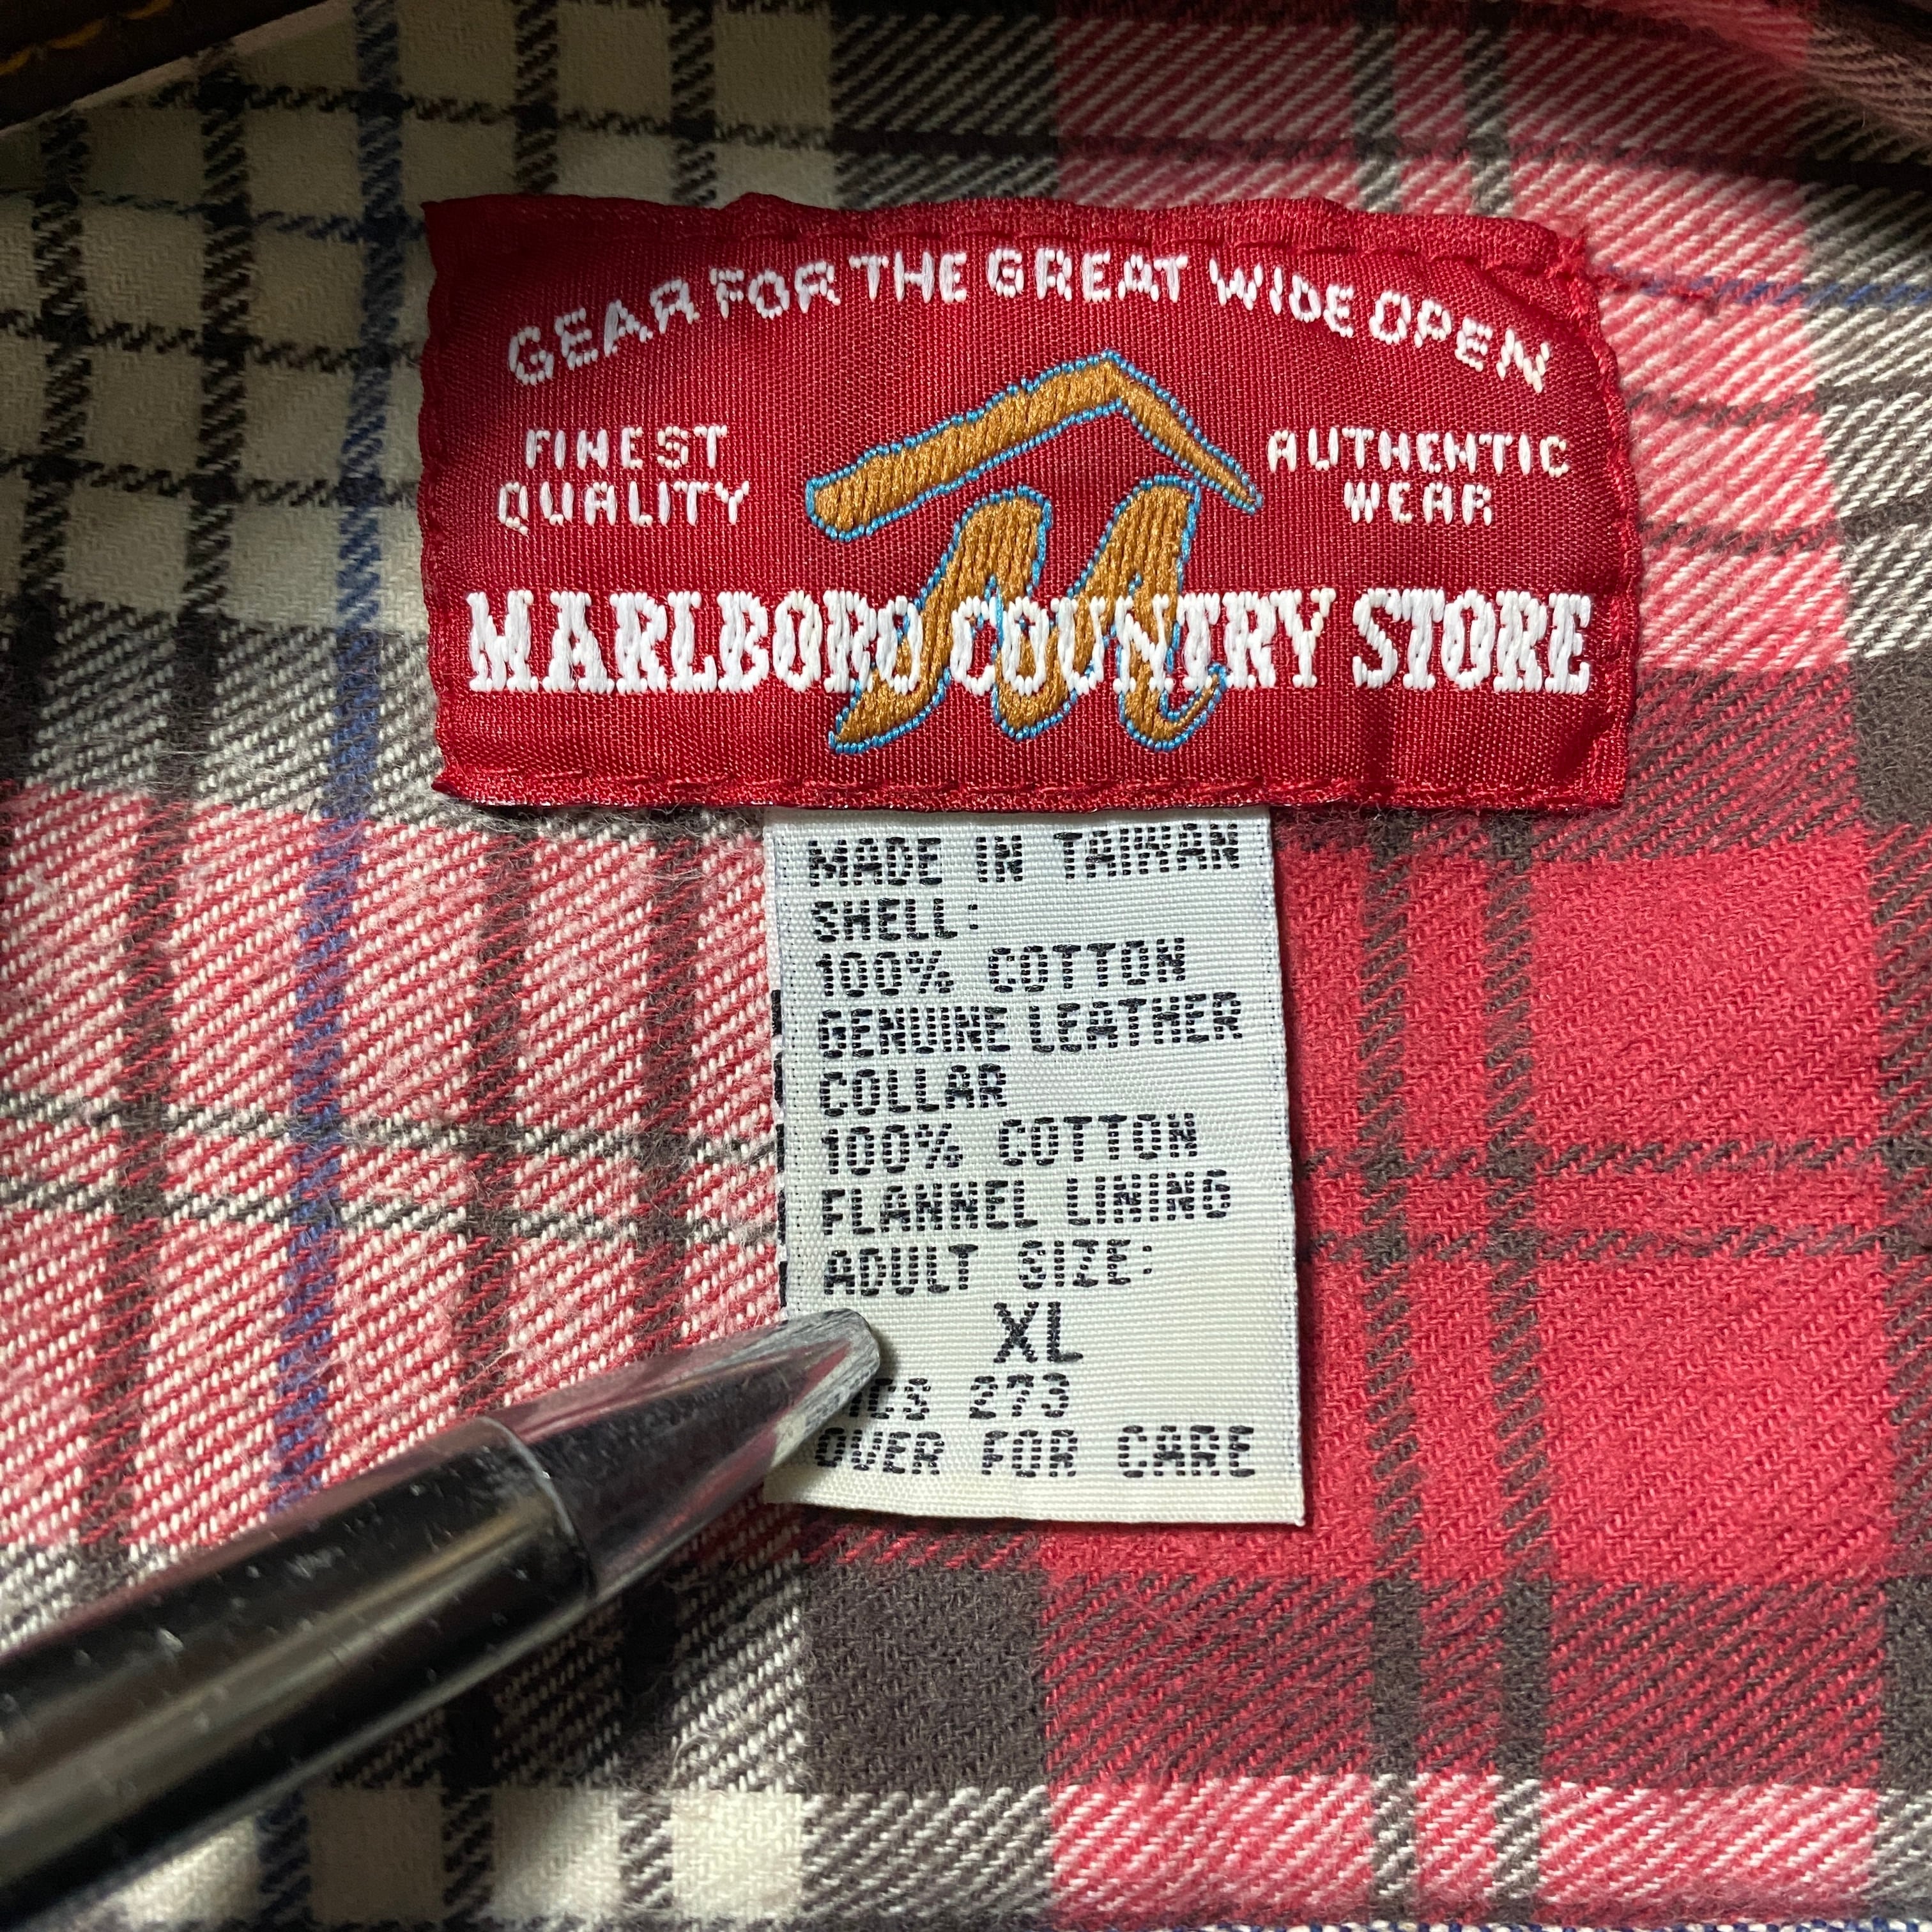 GEAR FOR THE GREAT WIDE OPEN
FINEST
QUALITY
AUTHENTIC
WEAR
M
MARLBORO COUNTRY STORE
MADE IN TAIWAN
SHELL:
100% COTTON
GENUINE LEATHER
COLLAR
100% COTTON
FLANNEL LINING
ADULT SIZE:
XL
273
OVER FOR CARE